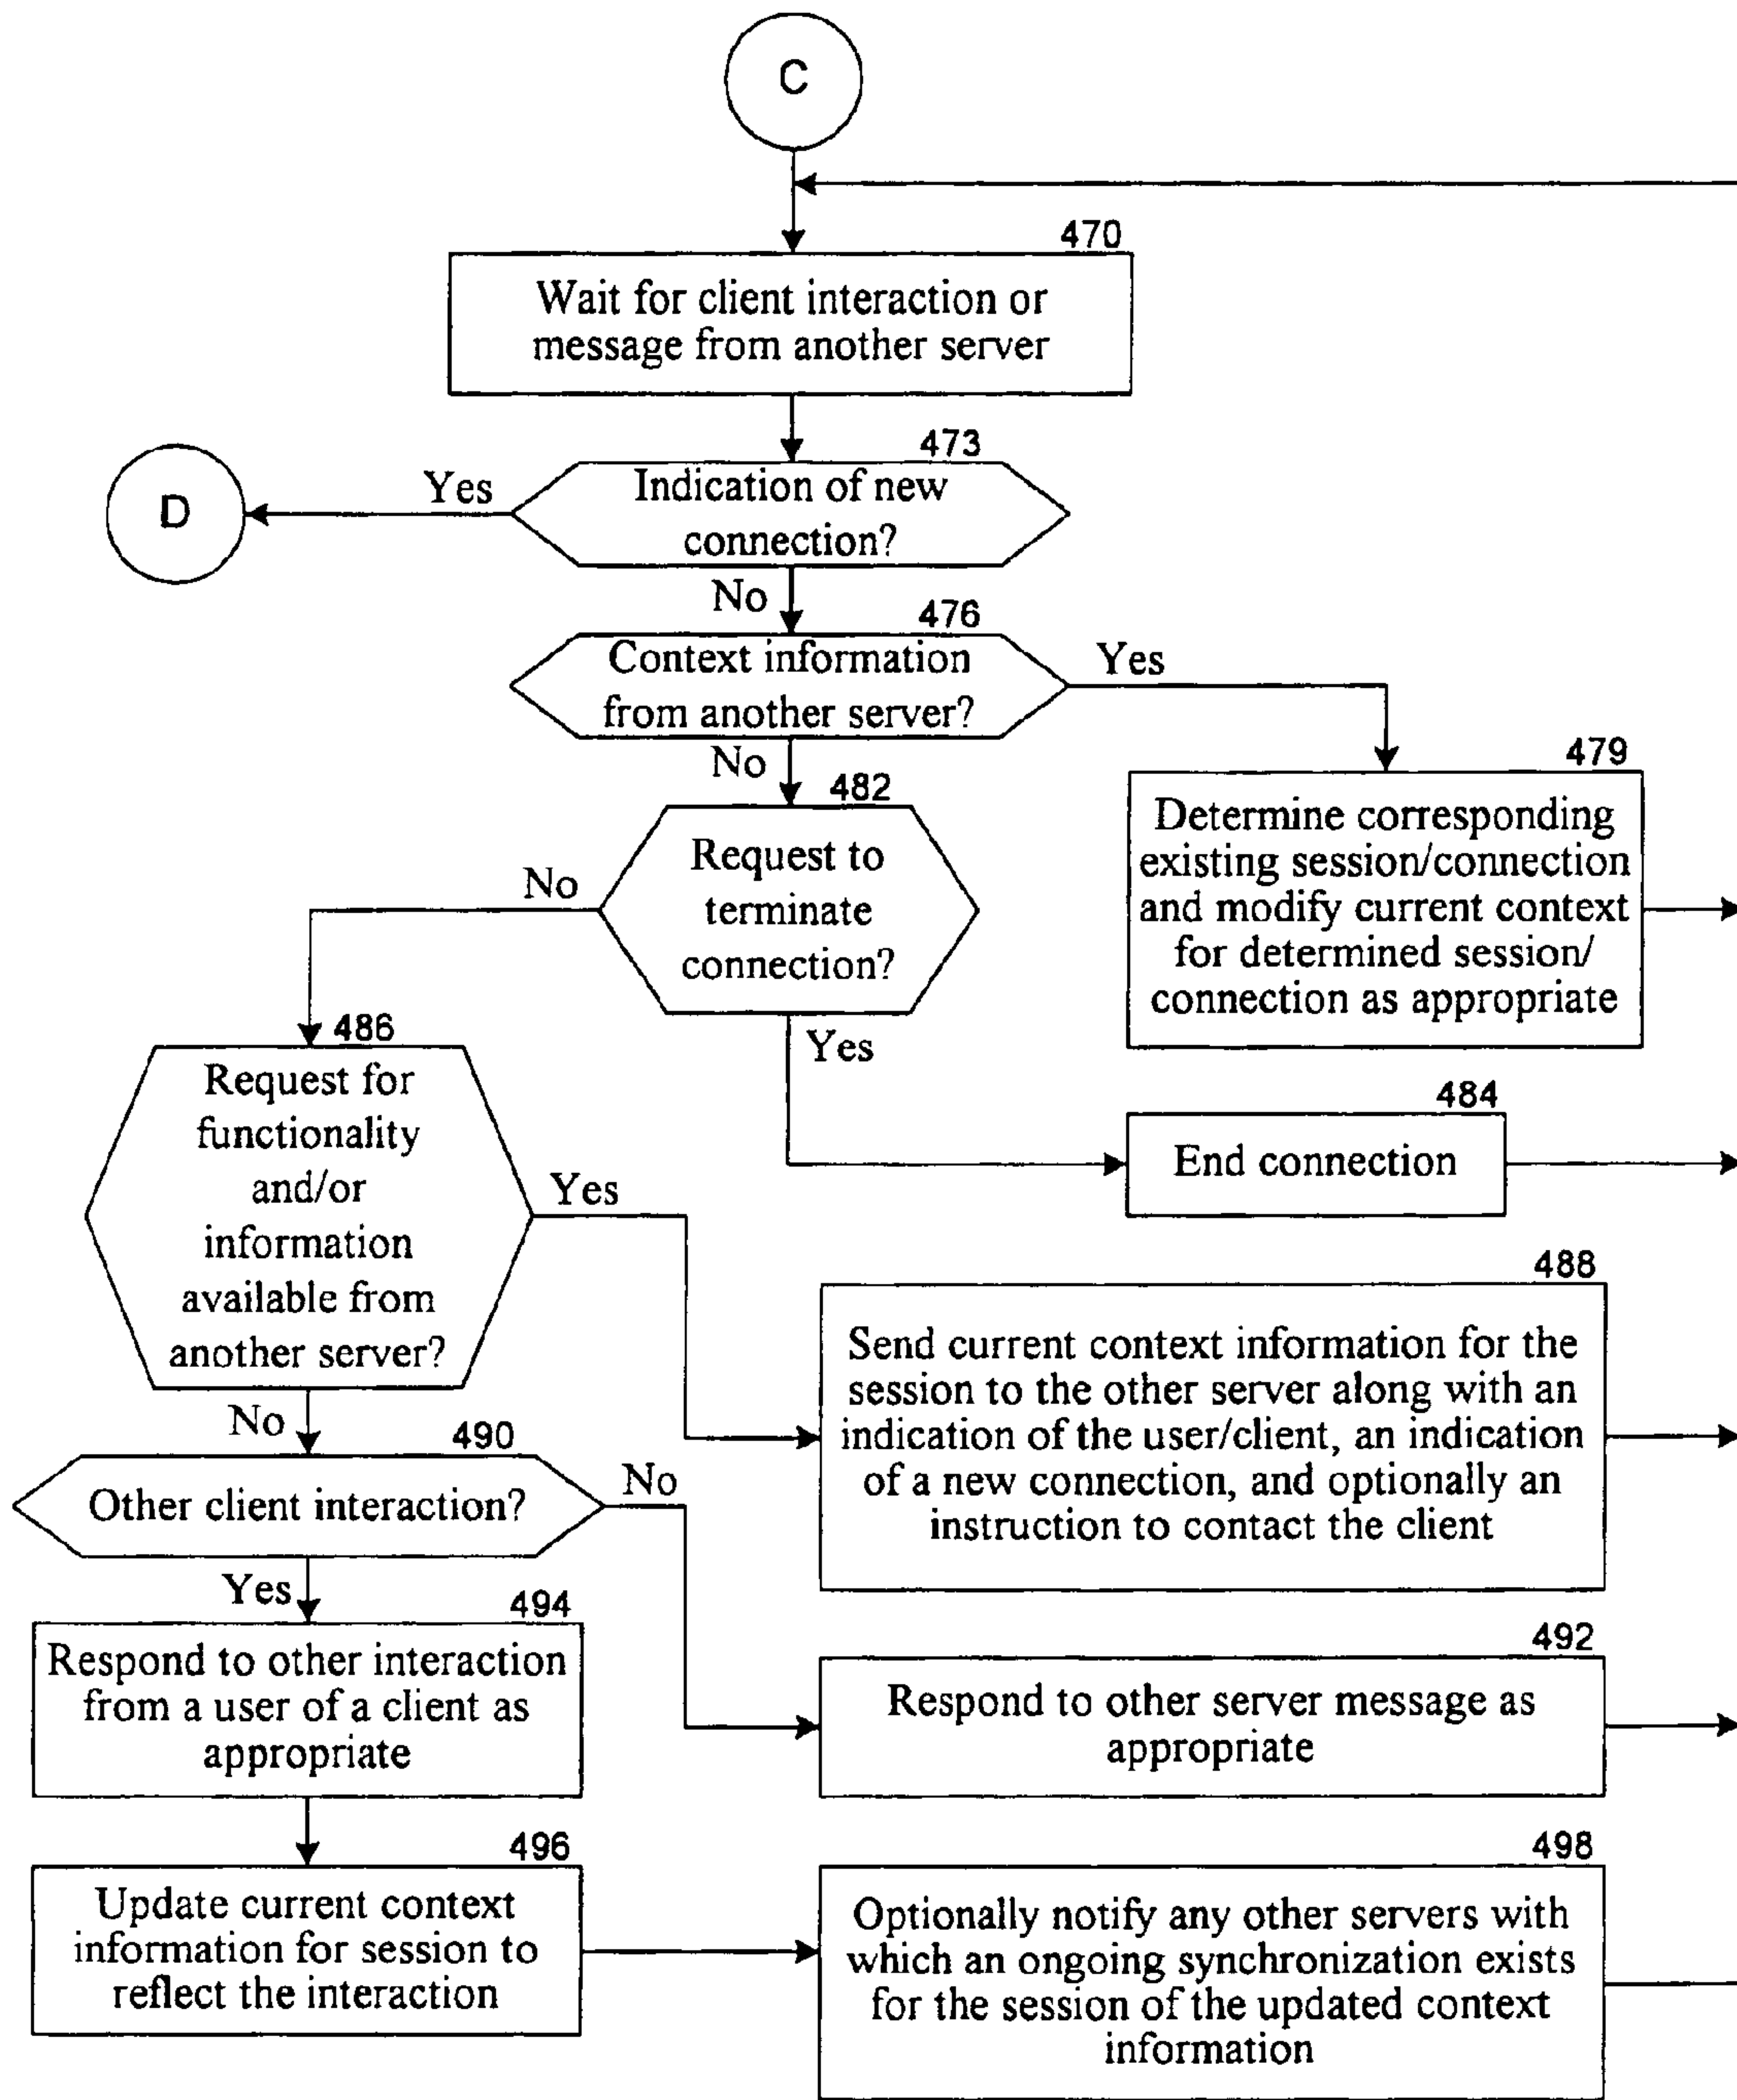 C
470
Wait for client interaction or
message from another server
473
Indication of new
connection?
Yes
D
No
476
Context information
from another server?
Yes
No
479
Determine corresponding
existing session/connection
and modify current context
for determined session/
connection as appropriate
482
Request to
terminate
connection?
No
Yes
484
End connection
486
Request for
functionality
and/or
information
available from
another server?
Yes
No
488
Send current context information for the
session to the other server along with an
indication of the user/client, an indication
of a new connection, and optionally an
instruction to contact the client
490
Other client interaction?
No
Yes
492
Respond to other server message as
appropriate
494
Respond to other interaction
from a user of a client as
appropriate
496
Update current context
information for session to
reflect the interaction
498
Optionally notify any other servers with
which an ongoing synchronization exists
for the session of the updated context
information